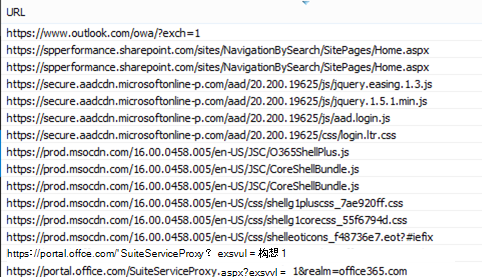 URL
https://www.outlook.com/owa/?exch=1
https://spperformance.sharepoint.com/sites/NavigationBySearch/SitePages/Home.aspx
https://spperformance.sharepoint.com/sites/NavigationBySearch/SitePages/Home.aspx
https://secure.aadcdn.microsoftonline-p.com/aad/20.200.19625/js/jquery.easing.1.3.js
https://secure.aadcdn.microsoftonline-p.com/aad/20.200.19625/js/jquery.1.5.1.min.js
https://secure.aadcdn.microsoftonline-p.com/aad/20.200.19625/js/aad.login.js
https://secure.aadcdn.microsoftonline-p.com/aad/20.200.19625/css/login.ltr.css
https://prod.msocdn.com/16.00.0458.005/en-US/JSC/O365ShellPlus.js
https://prod.msocdn.com/16.00.0458.005/en-US/JSC/CoreShellBundle.js
https://prod.msocdn.com/16.00.0458.005/en-US/JSC/CoreShellBundle.js
https://prod.msocdn.com/16.00.0458.005/en-US/css/shellg1pluscss_7ae920ff.css
https://prod.msocdn.com/16.00.0458.005/en-US/css/shellg1corecss_55f6794d.css
https://prod.msocdn.com/16.00.0458.005/en-US/css/shelleoticons_f48736e7.eot?#iefix
https://portal.offce.com/"SuiteServiceProxy? exsvul = 构想 1
https://portal.office.com/SuiteServiceProxy.aspx?exsvl = 1&realm=office365.com